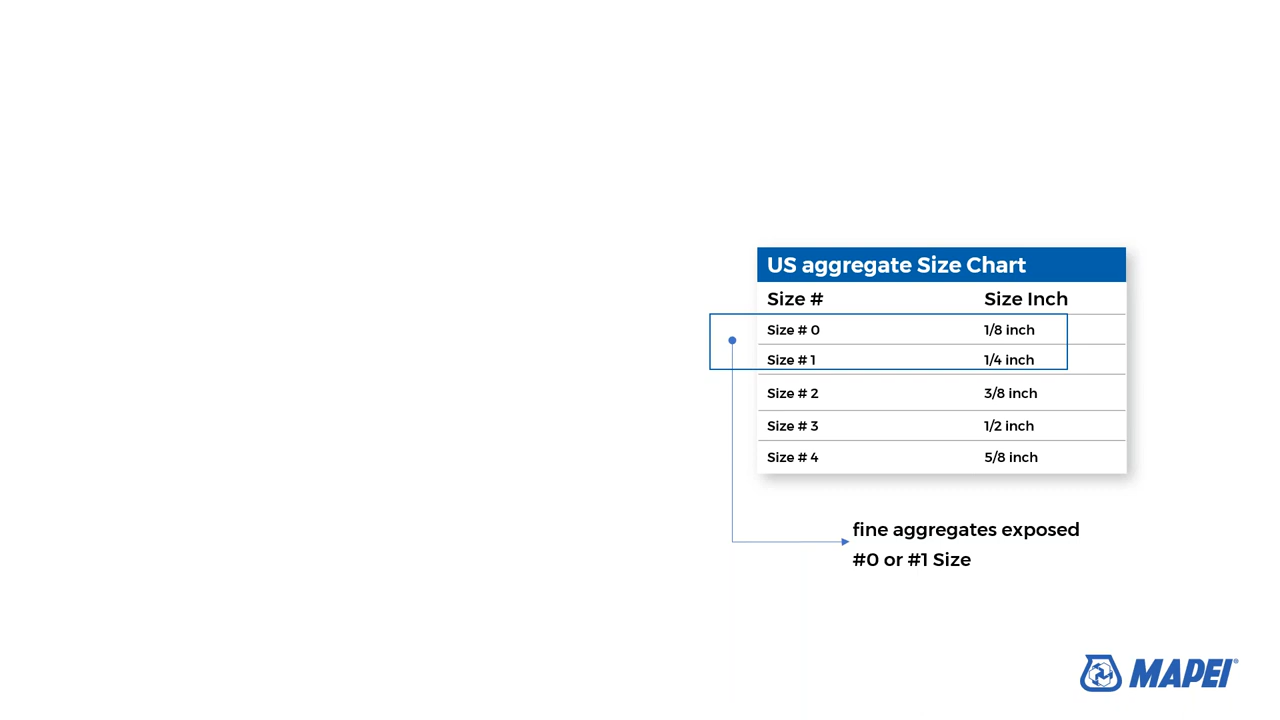 US aggregate Size Chart
Size # Size Inch
Size # 0 1/8 inch
Size # 1 1/4 inch
Size # 2 3/8 inch
Size # 3 1/2 inch
Size # 4 5/8 inch
fine aggregates exposed
#0 or #1 Size
MAPEI®